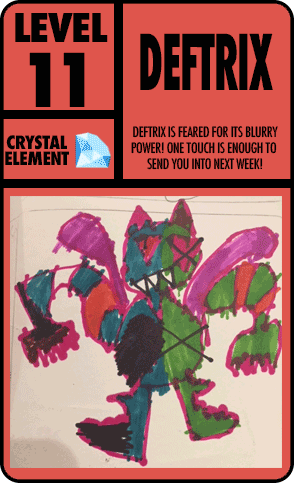 LEVEL
11
DEFTRIX
CRYSTAL
ELEMENT
DEFTRIX IS FEARED FOR ITS BLURRY
POWER! ONE TOUCH IS ENOUGH TO
SEND YOU INTO NEXT WEEK!